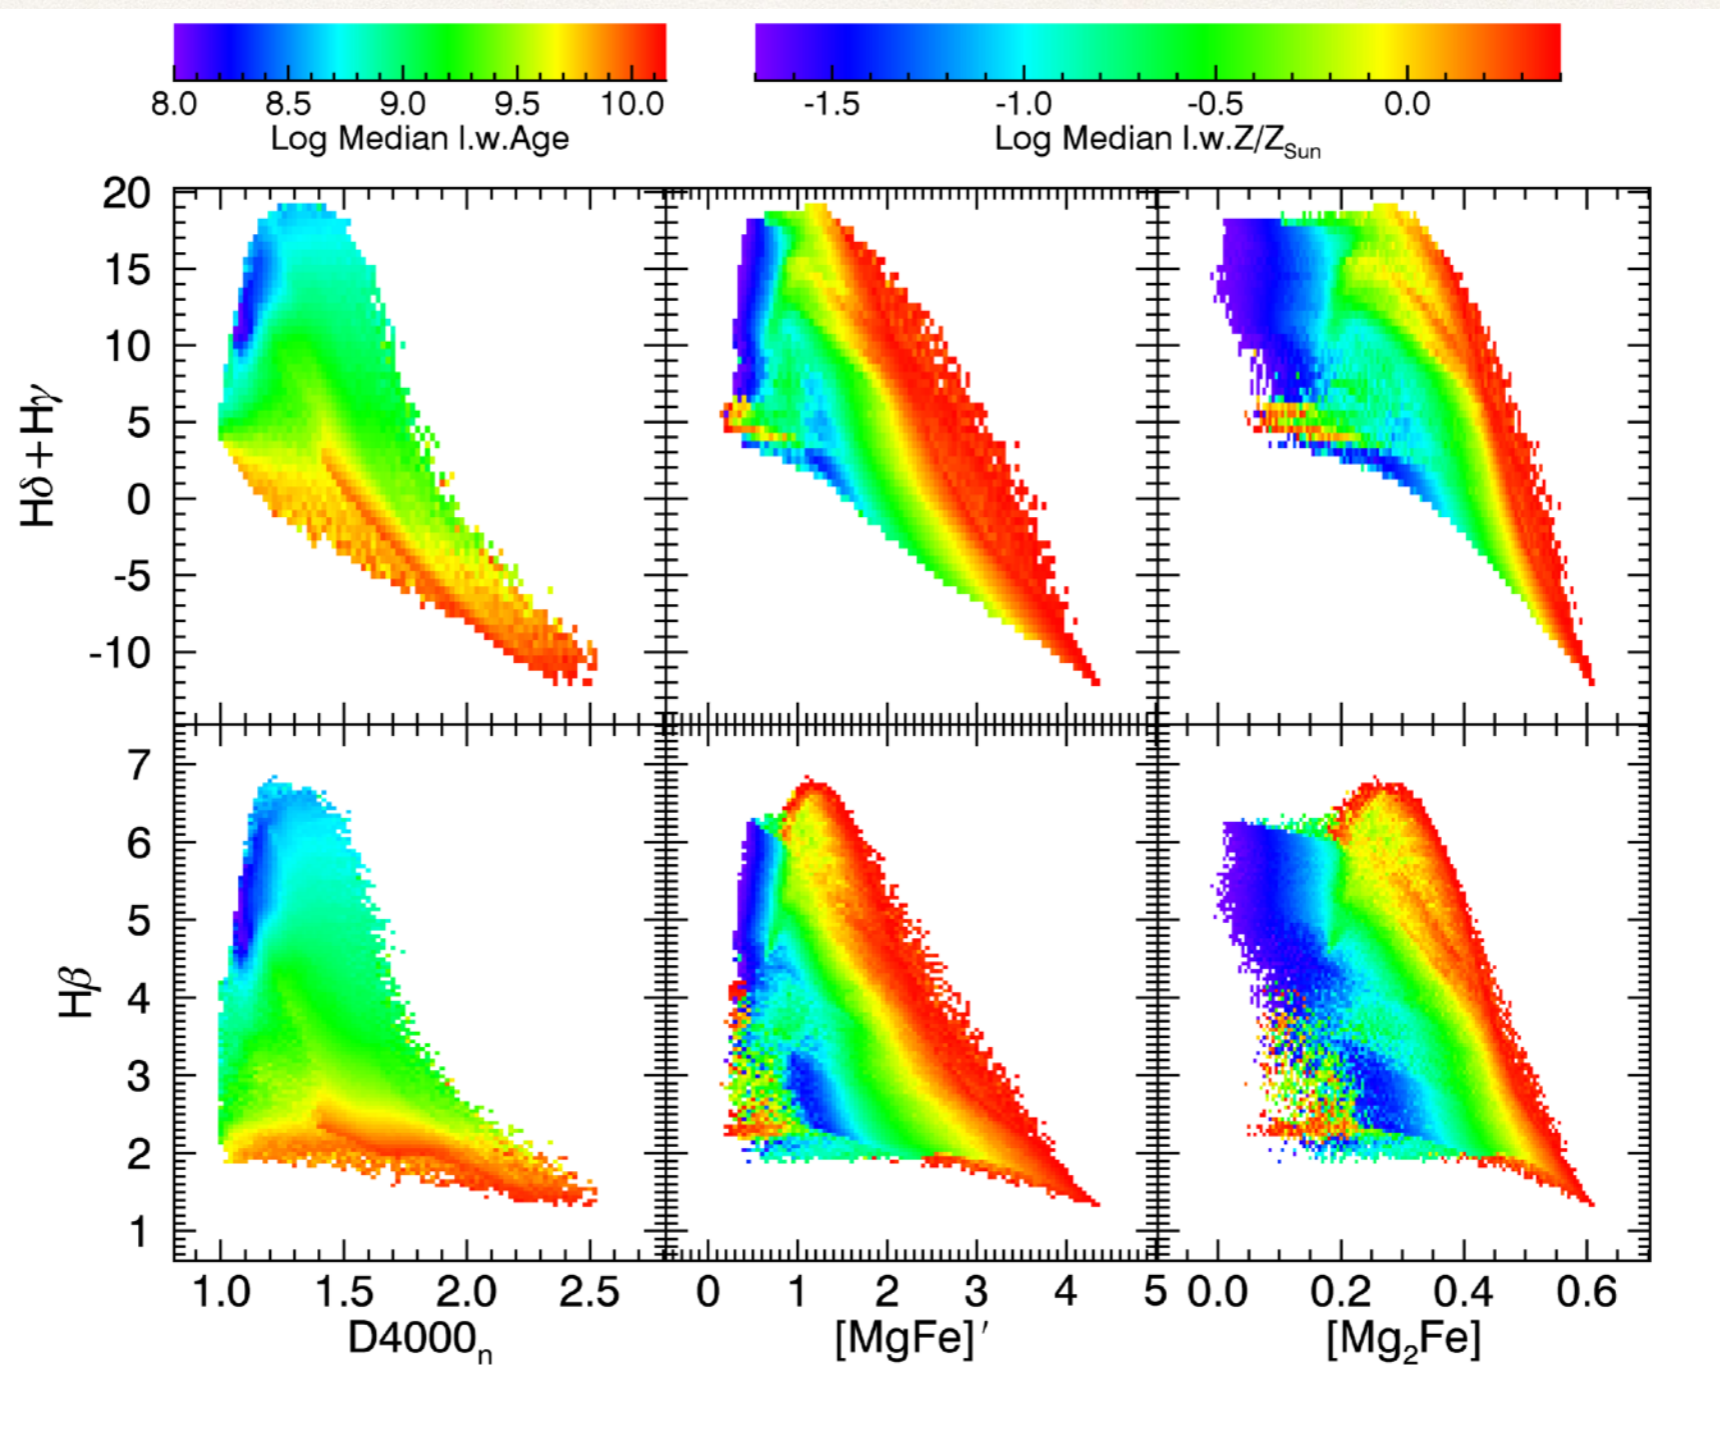 8.0 8.5 9.0 9.5 10.0
Log Median l.w.Age
-1.5 -1.0 -0.5 0.0
Log Median l.w.Z/Z_Sun
20
15
10
5
0
-5
-10
Hδ+Hγ
7
6
5
4
3
2
1
Hβ
1.0 1.5 2.0 2.5
D4000_n
0 1 2 3 4 5
[MgFe]′
0.0 0.2 0.4 0.6
[Mg₂Fe]